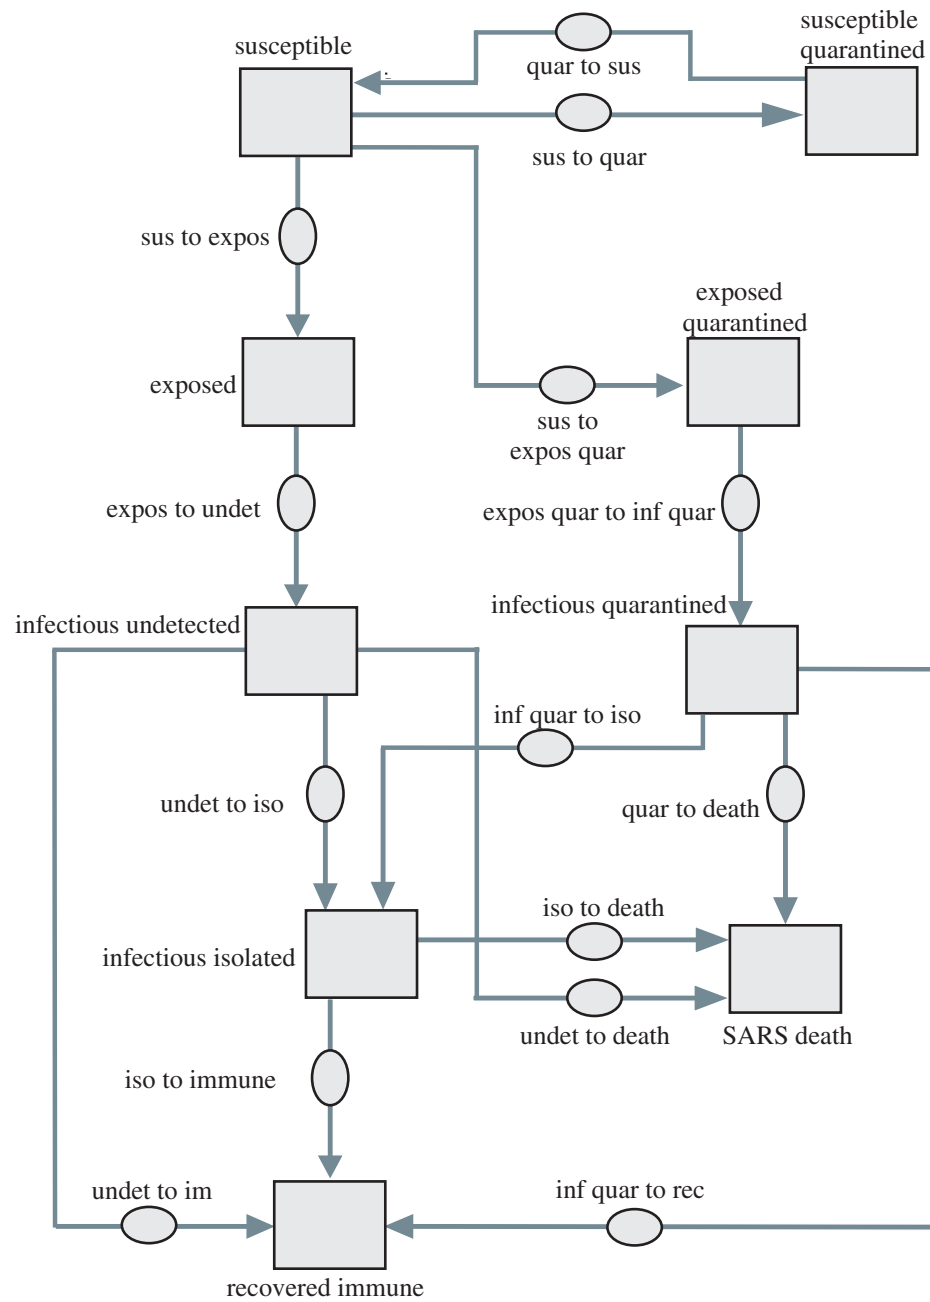 susceptible
susceptible
quarantined
quar to sus
sus to quar
sus to expos
exposed
quarantined
exposed
sus to
expos quar
expos to undet
expos quar to inf quar
infectious undetected
infectious quarantined
inf quar to iso
undet to iso
quar to death
iso to death
infectious isolated
undet to death
SARS death
iso to immune
undet to im
inf quar to rec
recovered immune